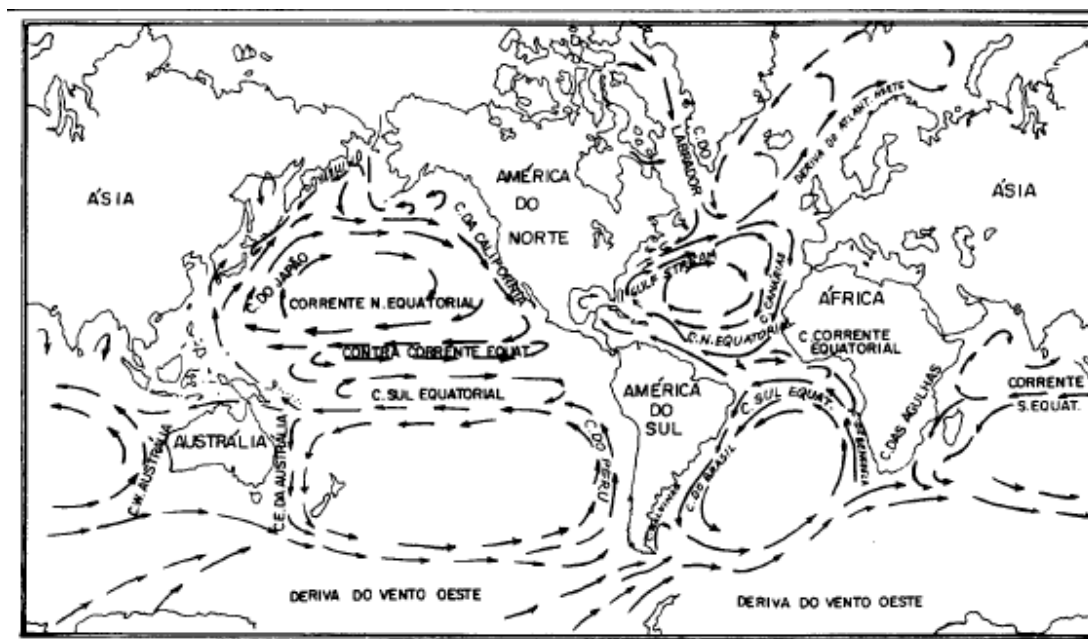 ÁSIA
AMÉRICA
DO
NORTE
C. DO
LABRADOR
DERIVA DO ATLANT. NORTE
ÁSIA
C. DO JAPÃO
C. DA CALIFORNIA
GULF STREAM
C. CANARIAS
CORRENTE N. EQUATORIAL
CONTRA CORRENTE EQUAT.
C. SUL EQUATORIAL
C. N. EQUATORIAL
ÁFRICA
C. CORRENTE
EQUATORIAL
AMÉRICA
DO
SUL
C. SUL EQUAT.
CORRENTE
S. EQUAT.
AUSTRÁLIA
C. W. AUSTRÁLIA
C. E. DA AUSTRÁLIA
C. DO PERU
C. DO BRASIL
C. DAS AGULHAS
DERIVA DO VENTO OESTE
DERIVA DO VENTO OESTE